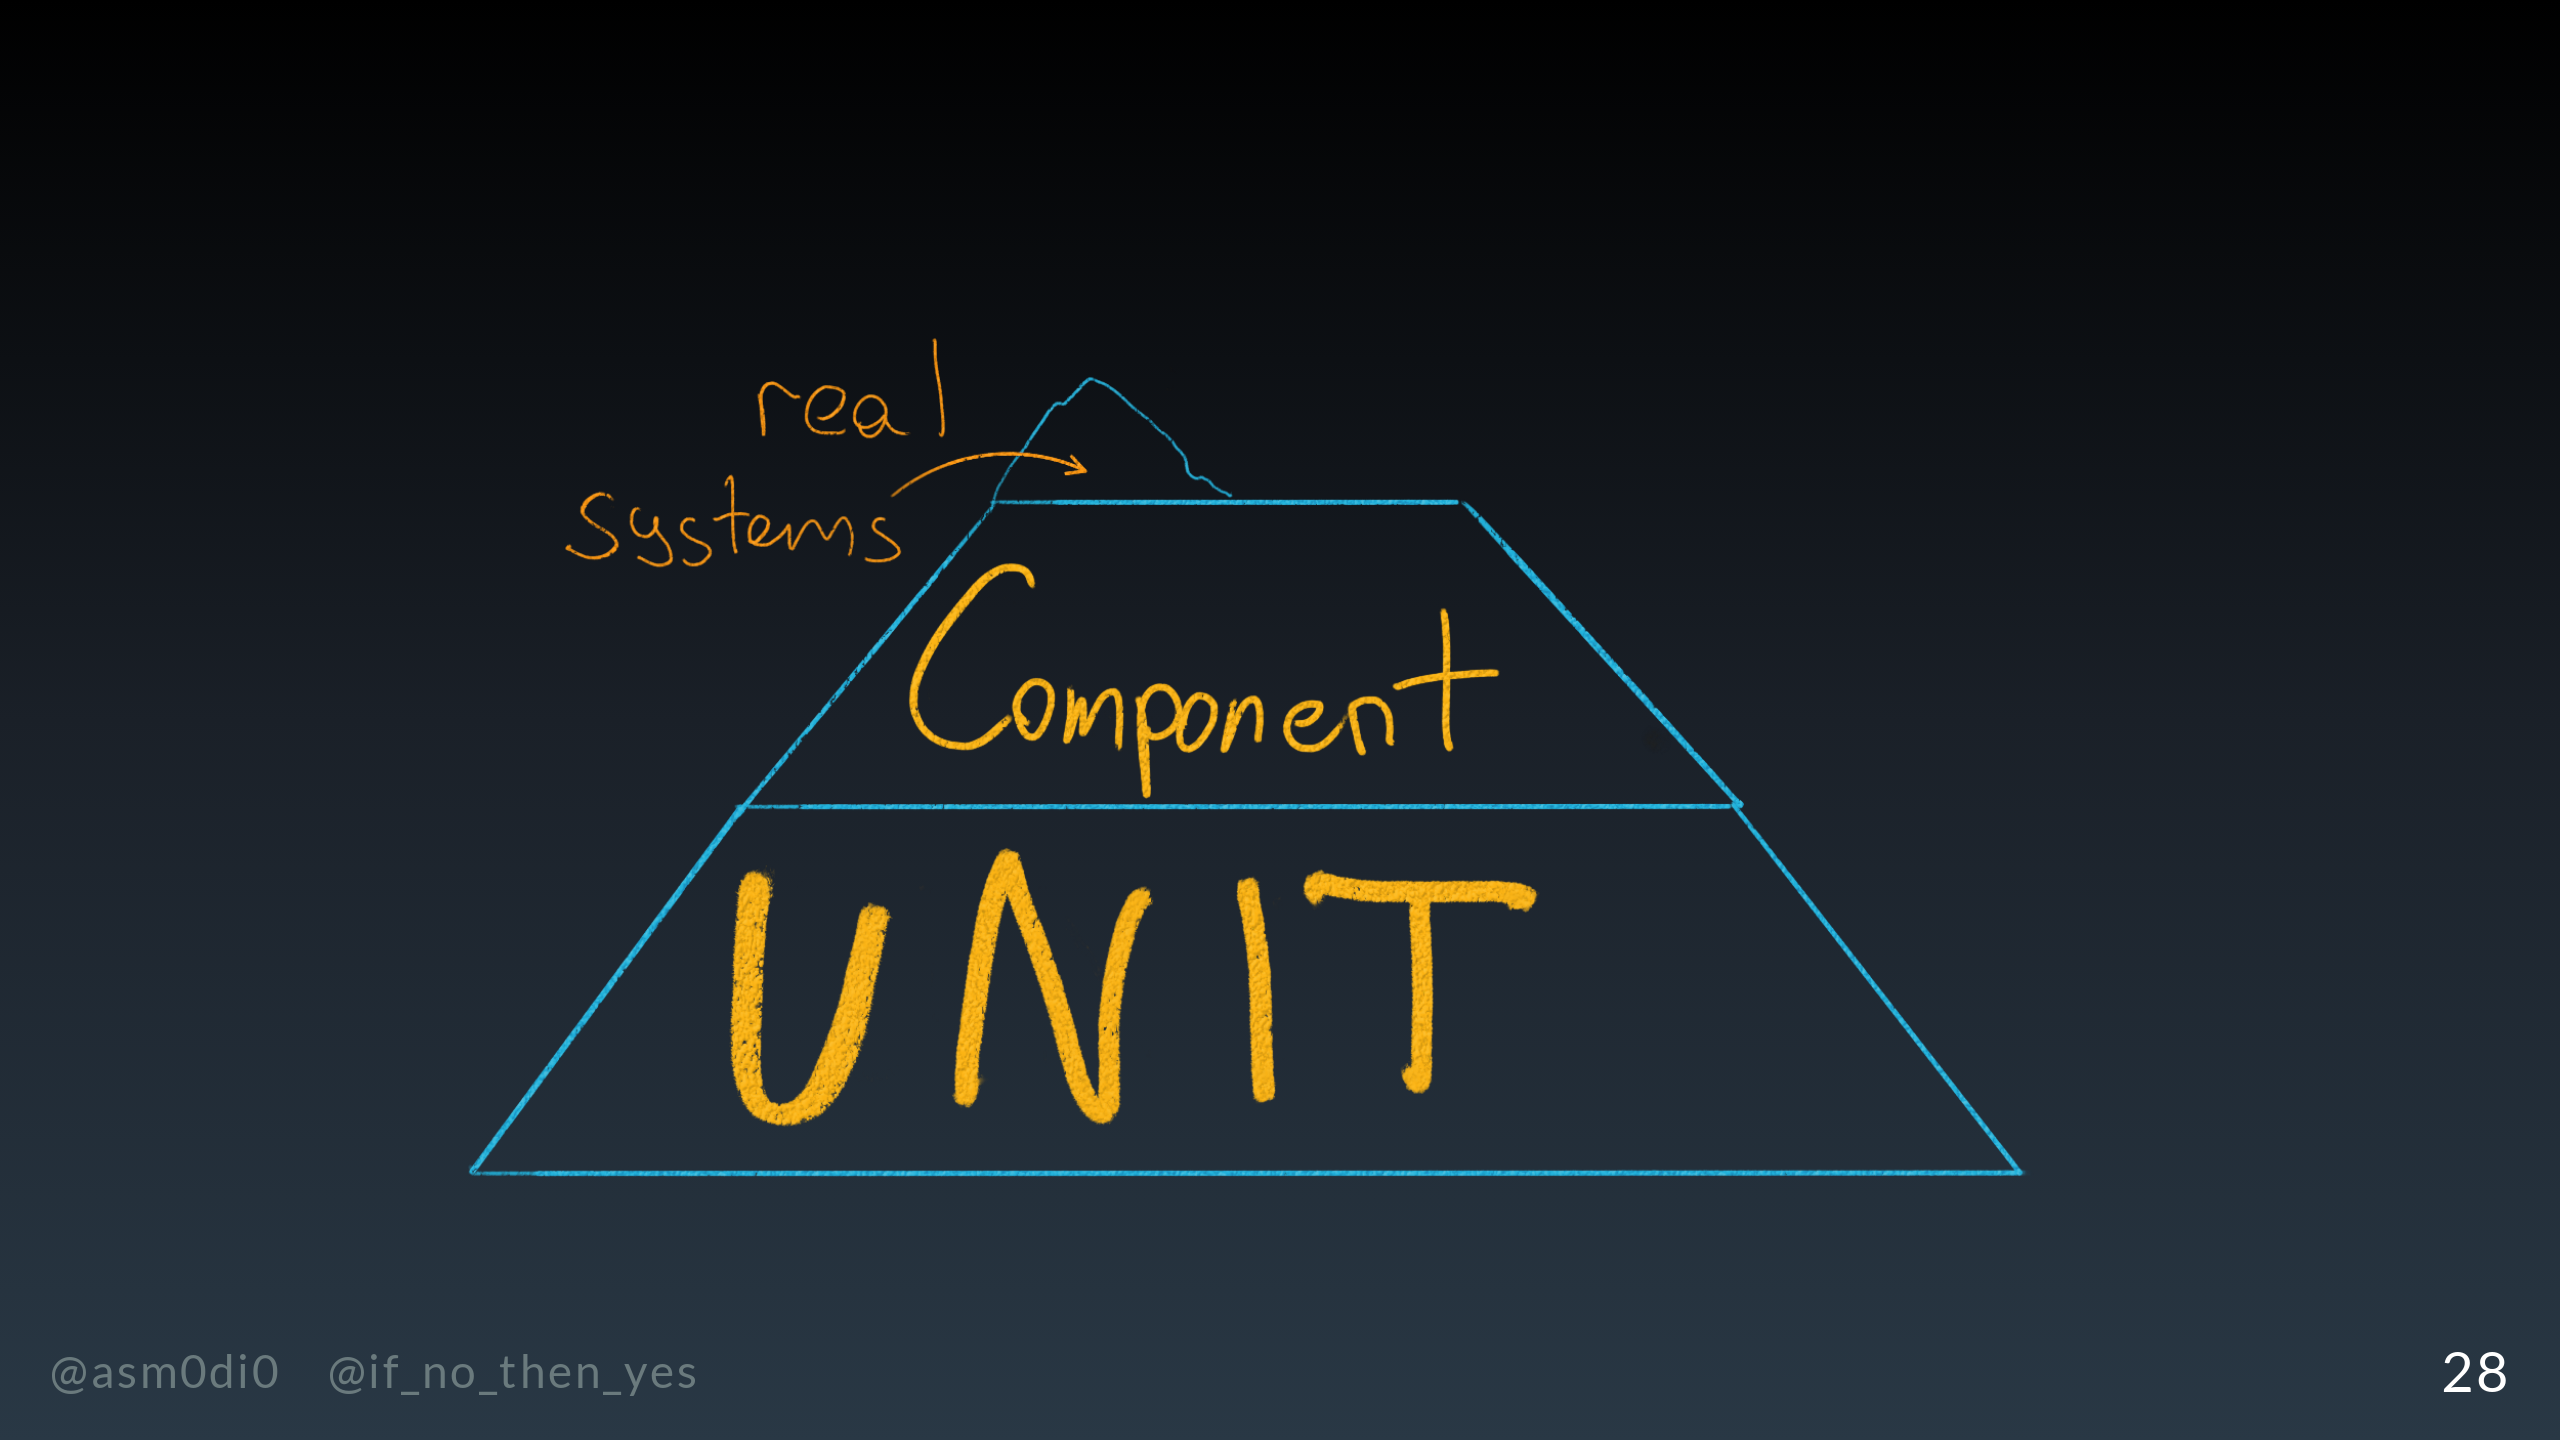 real
systems
Component
UNIT
@asm0di0 @if_no_then_yes
28